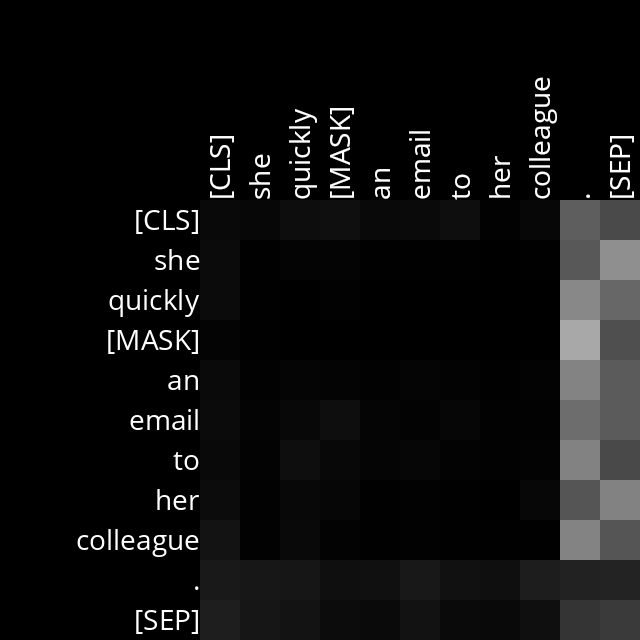 [CLS] she quickly [MASK] an email to her colleague . [SEP]
[CLS]
she
quickly
[MASK]
an
email
to
her
colleague
.
[SEP]